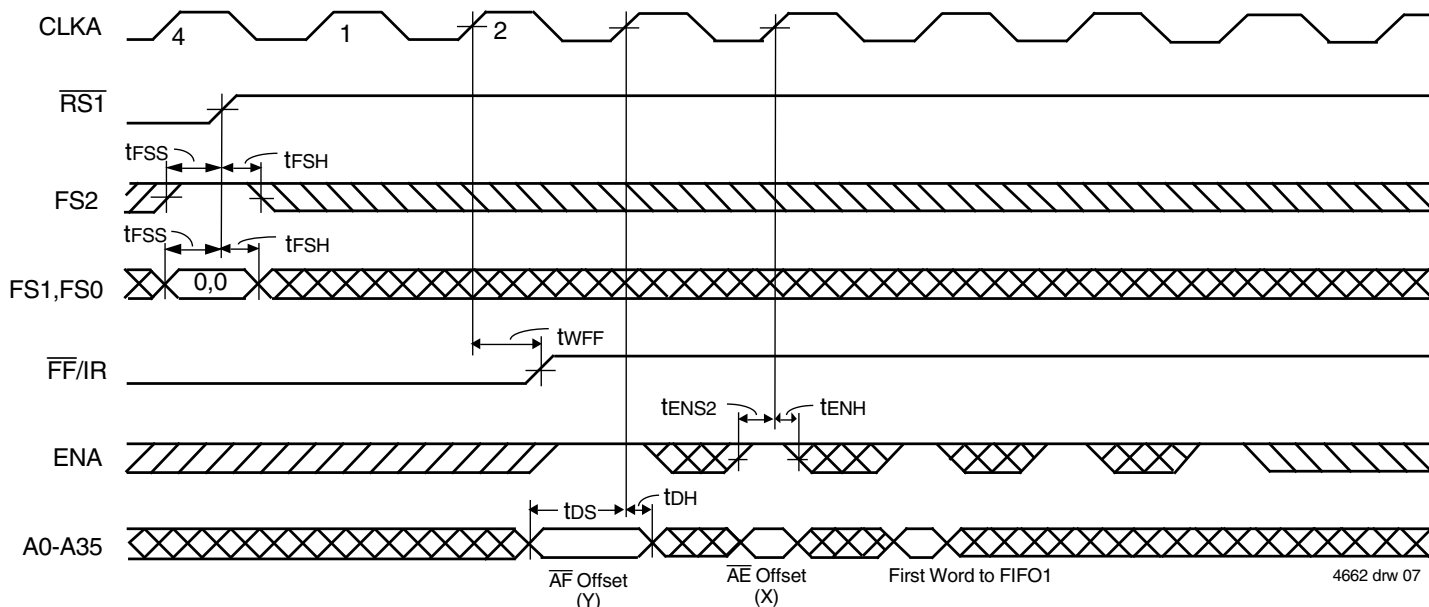 CLKA
4 1 2
RS1
tFSS tFSH
FS2
tFSS tFSH
FS1,FS0
0,0
tWFF
FF/IR
tENS2 tENH
ENA
tDS tDH
A0-A35
AF Offset
(Y)
AE Offset
(X)
First Word to FIFO1
4662 drw 07